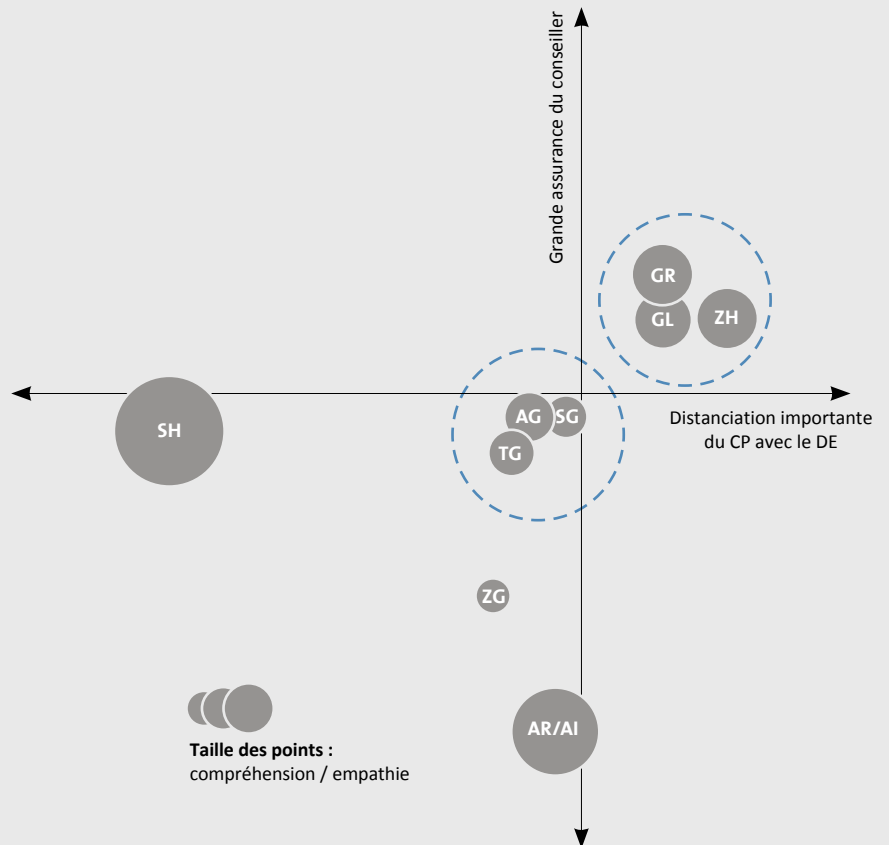 Grande assurance du conseiller
GR
GL
ZH
Distanciation importante
du CP avec le DE
SH
AG
SG
TG
ZG
AR/AI
Taille des points :
compréhension / empathie